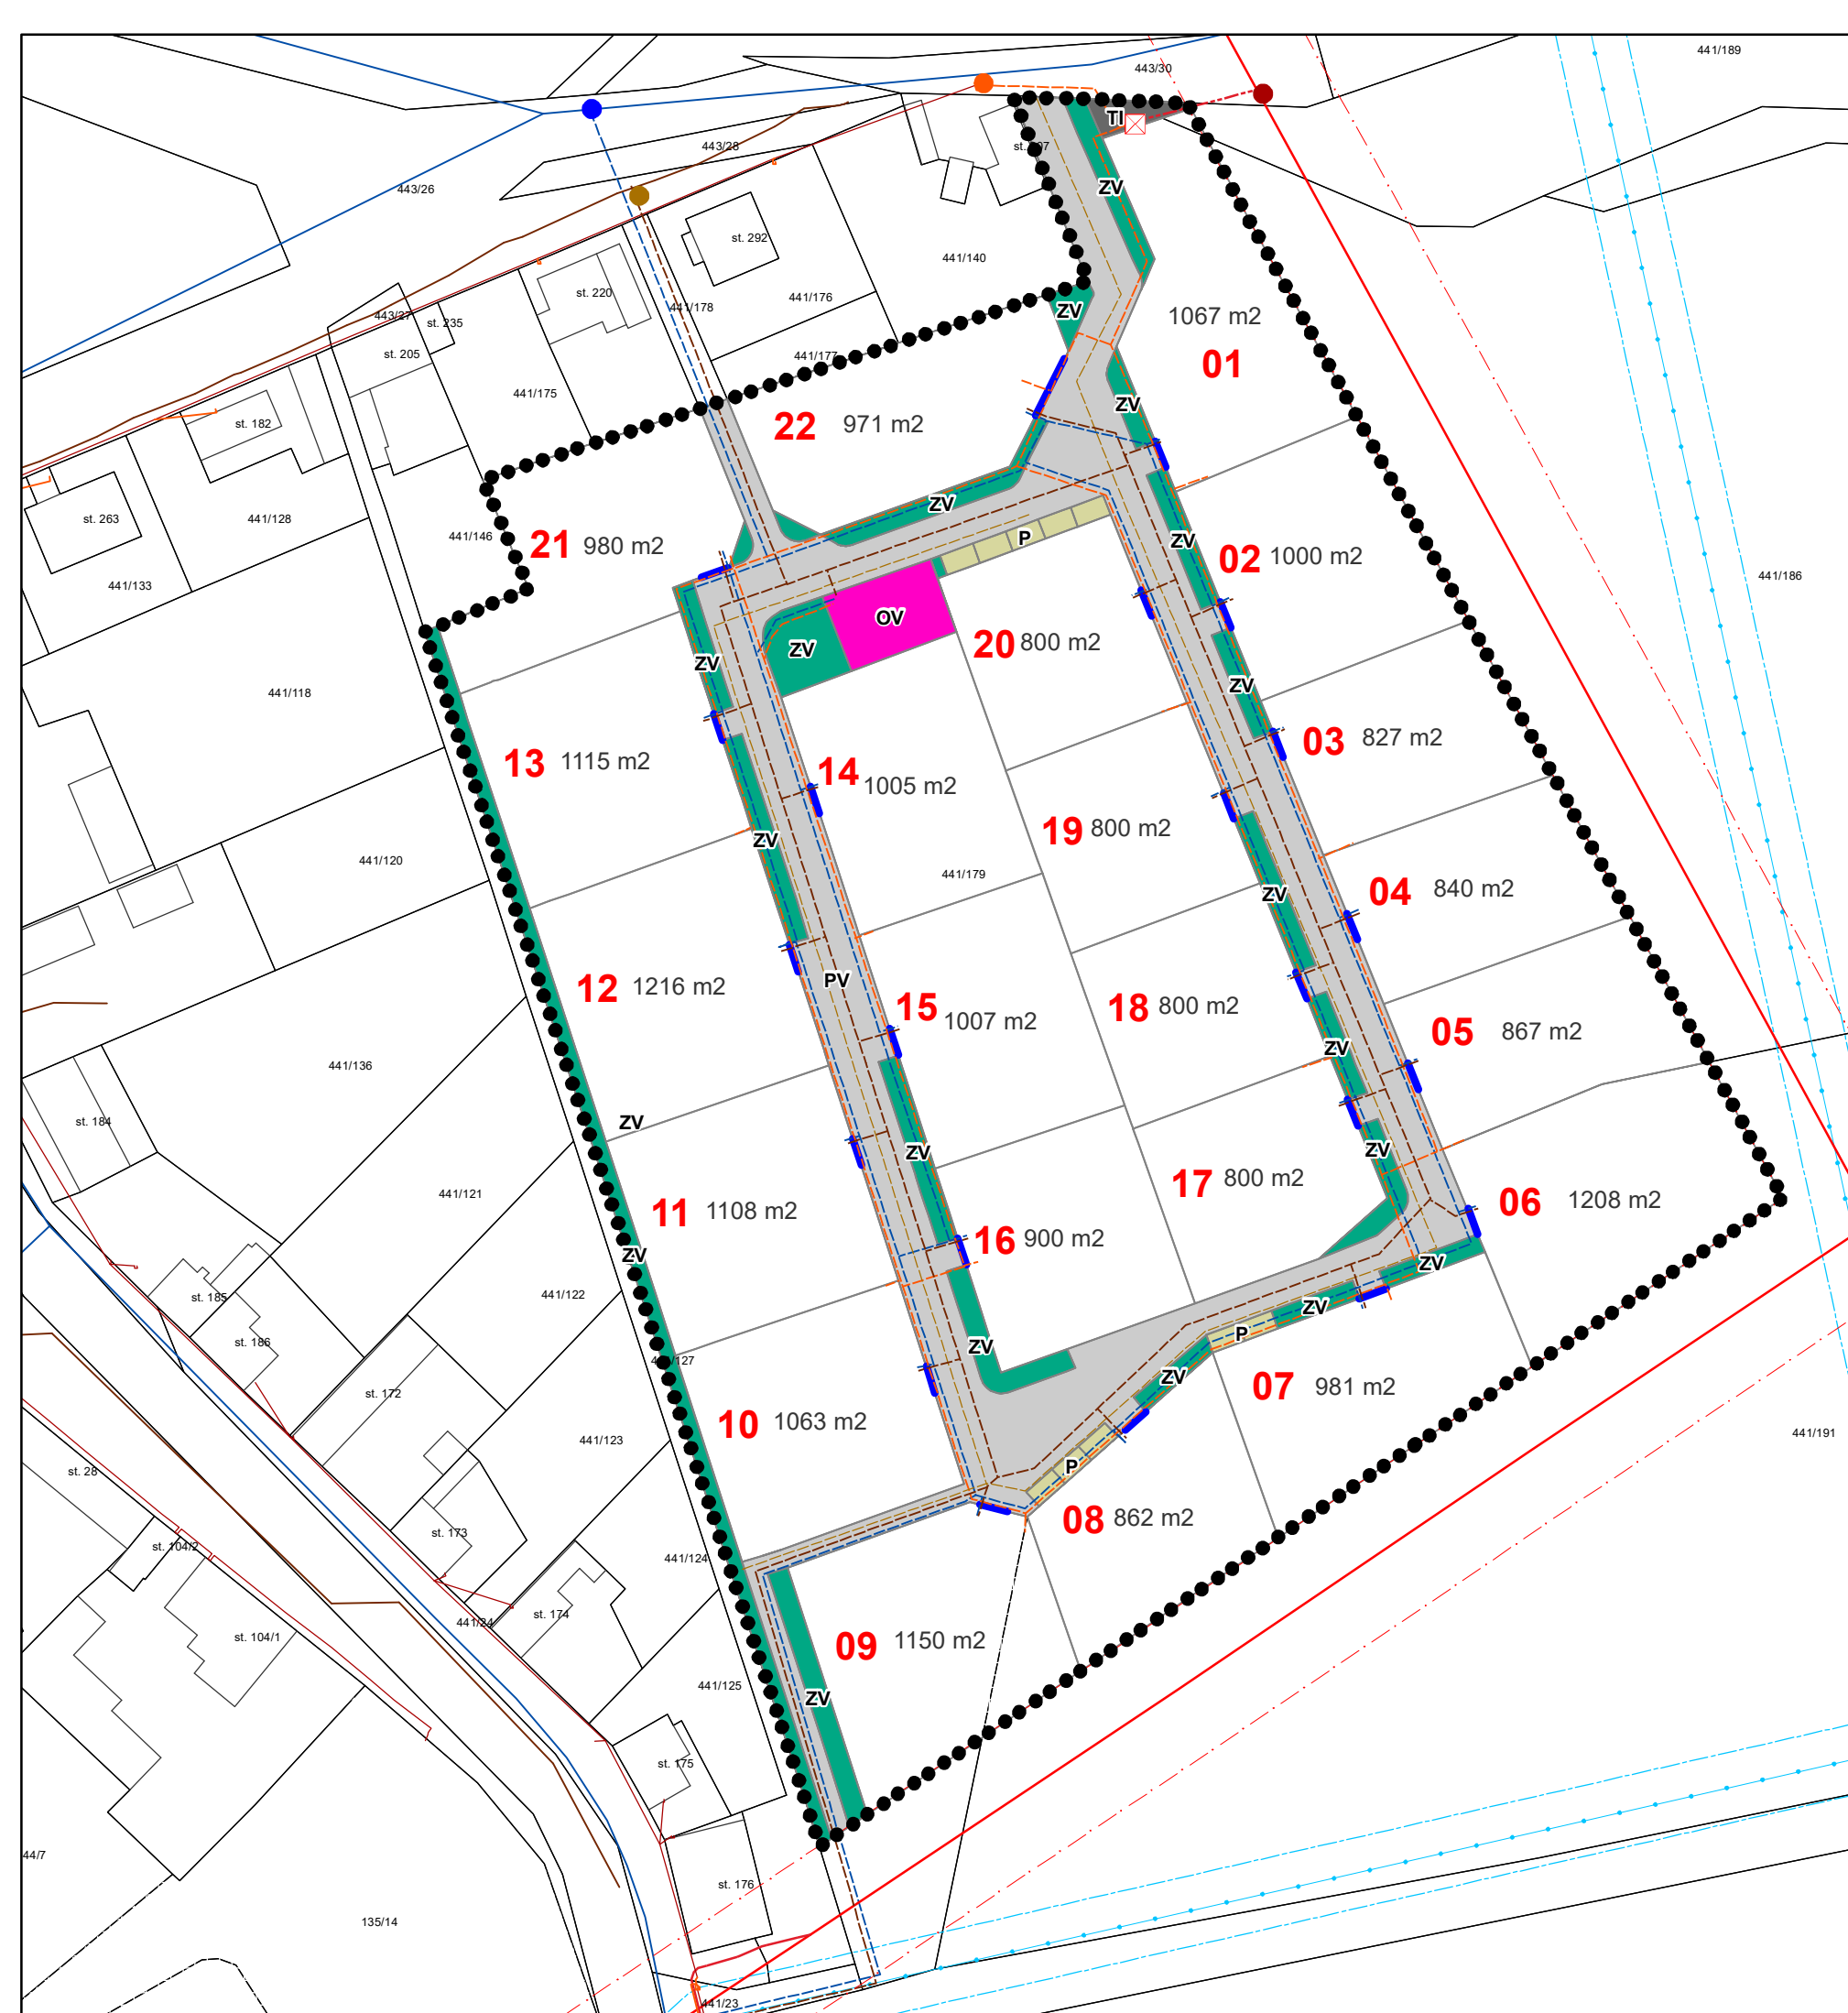 441/189
443/30
TI
443/28
st. 207
ZV
443/26
st. 292
441/140
st. 220
441/176
441/178
ZV
1067 m2
443/27
st. 235
st. 205
441/177
01
441/175
ZV
st. 182
22 971 m2
ZV
st. 263
441/128
441/146
21 980 m2
P
ZV
02 1000 m2
441/133
441/186
OV
20 800 m2
ZV
ZV
ZV
441/118
03 827 m2
13 1115 m2
14 1005 m2
19 800 m2
ZV
441/120
441/179
04 840 m2
ZV
12 1216 m2
PV
15 1007 m2
18 800 m2
05 867 m2
ZV
441/136
st. 184
ZV
ZV
ZV
441/121
17 800 m2
06 1208 m2
11 1108 m2
16 900 m2
ZV
ZV
441/122
st. 185
ZV
P
st. 186
ZV
441/127
ZV
st. 172
07 981 m2
10 1063 m2
441/123
441/191
P
st. 28
08 862 m2
st. 173
st. 104/2
441/124
st. 174
441/24
st. 104/1
09 1150 m2
441/125
ZV
st. 175
44/7
st. 176
135/14
441/23